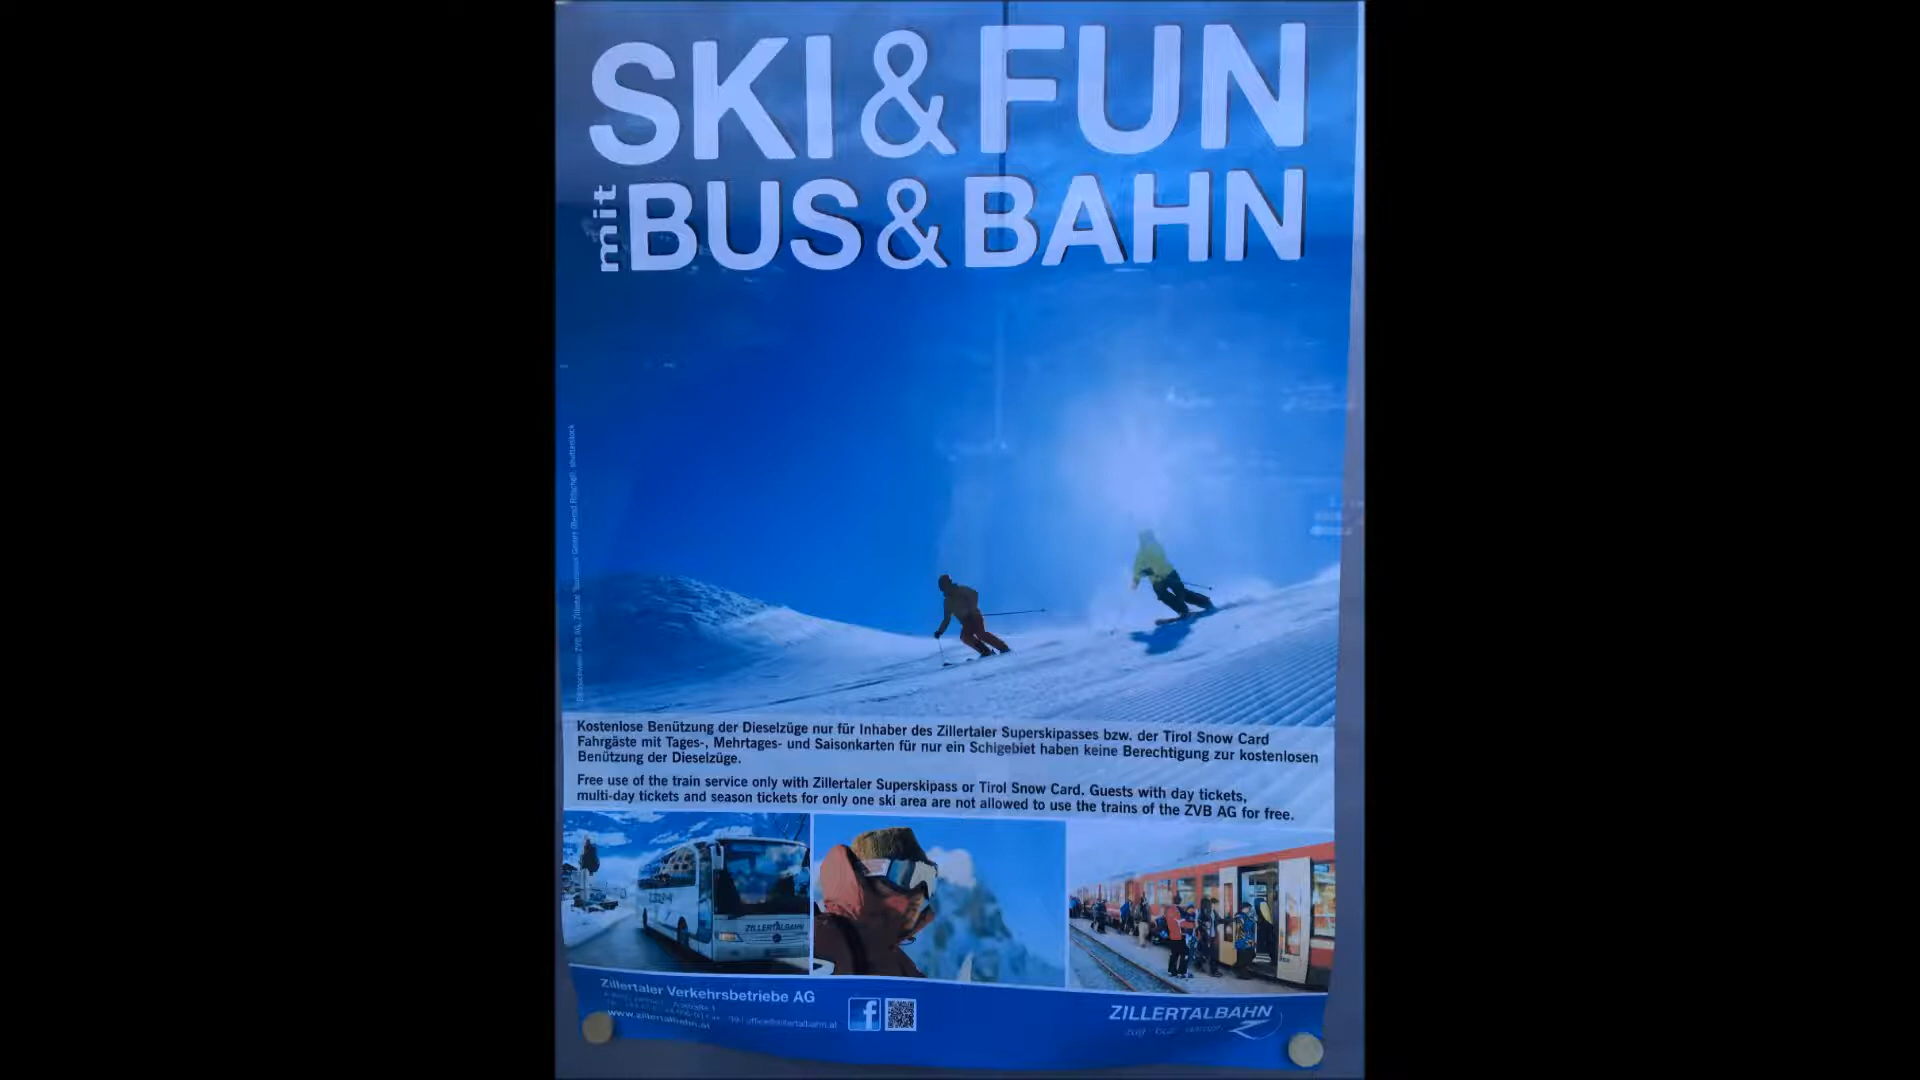 SKI & FUN
mit BUS & BAHN
Kostenlose Benützung der Dieselzüge nur für Inhaber des Zillertaler Superskipasses bzw. der Tirol Snow Card
Fahrgäste mit Tages-, Mehrtages- und Saisonkarten für nur ein Schigebiet haben keine Berechtigung zur kostenlosen
Benützung der Dieselzüge.
Free use of the train service only with Zillertaler Superskipass or Tirol Snow Card. Guests with day tickets,
multi-day tickets and season tickets for only one ski area are not allowed to use the trains of the ZVB AG for free.
ZILLERTALBAHN
Zillertaler Verkehrsbetriebe AG
office@zillertalbahn.at
www.zillertalbahn.at
f
ZILLERTALBAHN